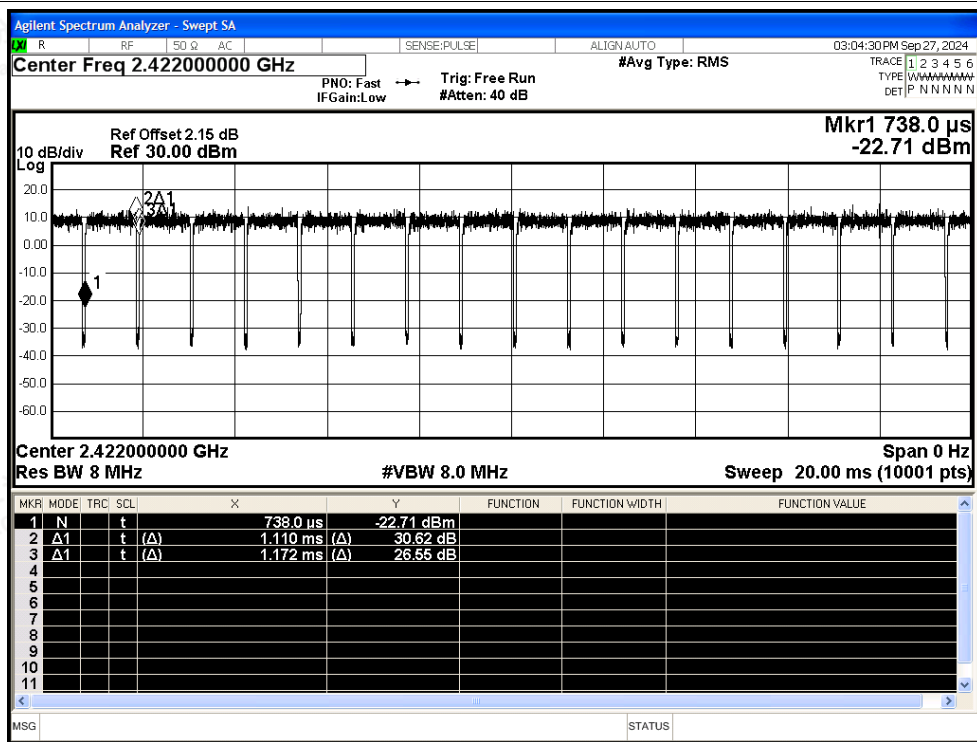 Agilent Spectrum Analyzer - Swept SA
LXI R RF 50 Ω AC SENSE:PULSE ALIGN AUTO 03:04:30 PM Sep 27, 2024
Center Freq 2.422000000 GHz
PNO: Fast
IFGain:Low
Trig: Free Run
#Atten: 40 dB
#Avg Type: RMS
TRACE 1 2 3 4 5 6
TYPE
DET P N N N N N
Mkr1 738.0 µs
-22.71 dBm
Ref Offset 2.15 dB
10 dB/div Ref 30.00 dBm
Log
20.0
10.0
0.00
-10.0
-20.0
-30.0
-40.0
-50.0
-60.0
2Δ1
3Δ1
1
Center 2.422000000 GHz Span 0 Hz
Res BW 8 MHz #VBW 8.0 MHz Sweep 20.00 ms (10001 pts)
MKR MODE TRC SCL X Y FUNCTION FUNCTION WIDTH FUNCTION VALUE
1 N t 738.0 µs -22.71 dBm
2 Δ1 t (Δ) 1.110 ms (Δ) 30.62 dB
3 Δ1 t (Δ) 1.172 ms (Δ) 26.55 dB
4
5
6
7
8
9
10
11
MSG STATUS